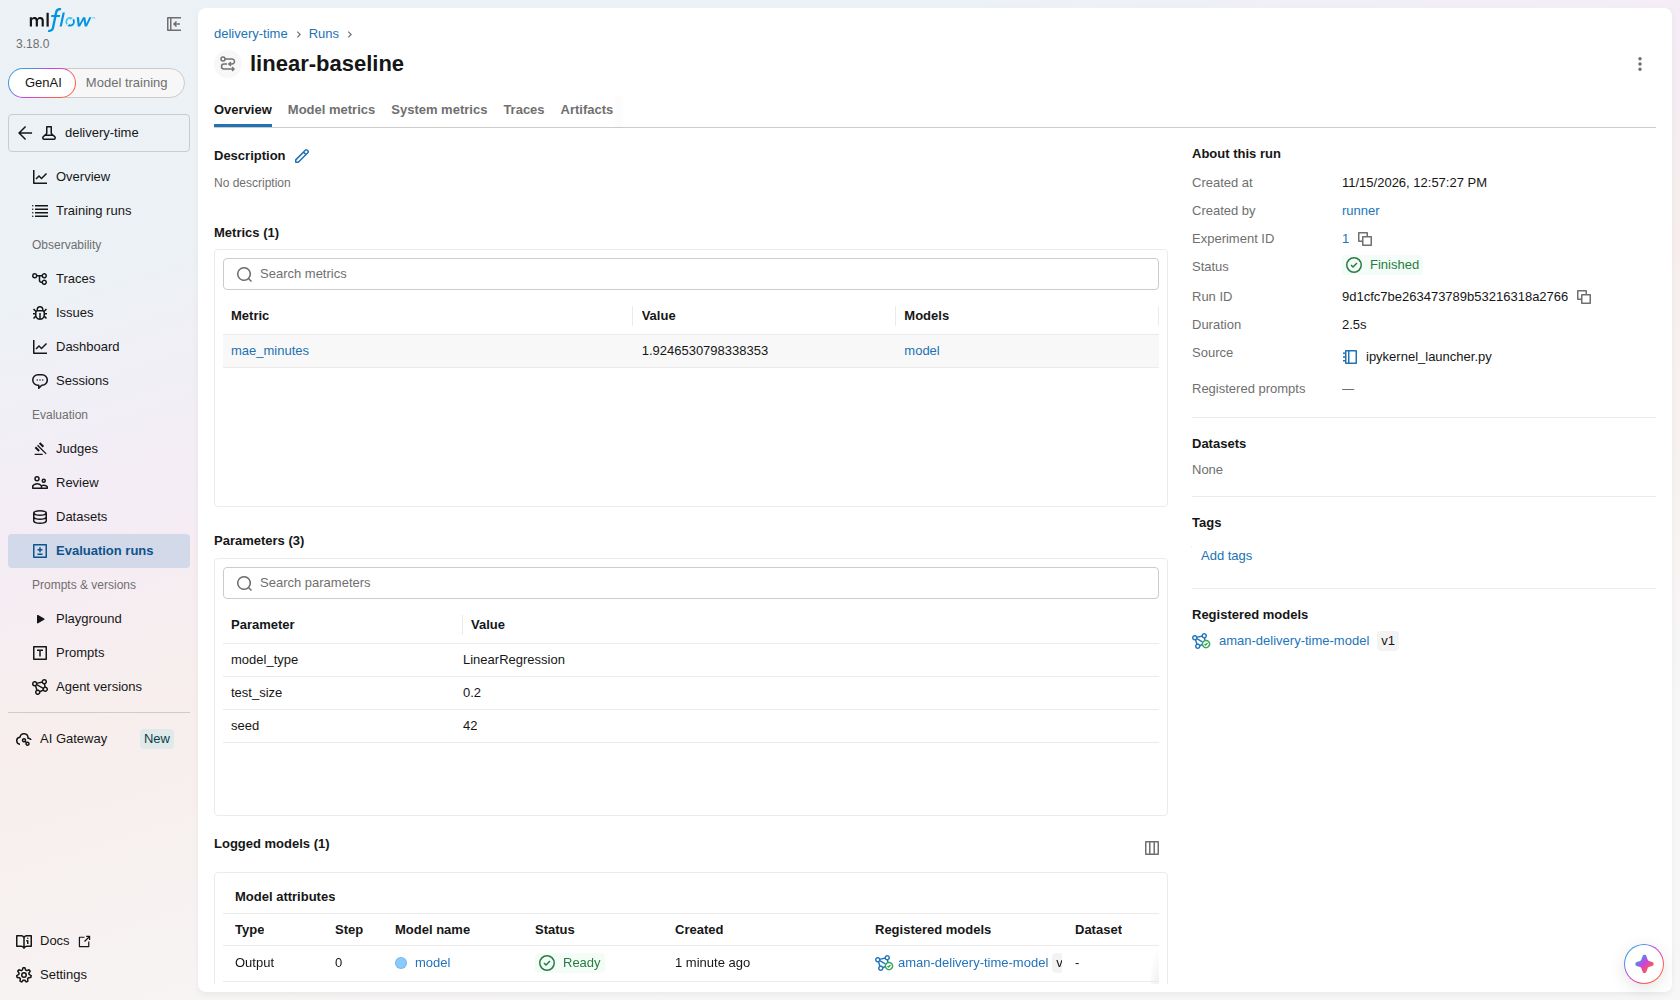 mlflow
3.18.0
GenAI Model training
delivery-time
Overview
Training runs
Observability
Traces
Issues
Dashboard
Sessions
Evaluation
Judges
Review
Datasets
Evaluation runs
Prompts & versions
Playground
Prompts
Agent versions
AI Gateway New
Docs
Settings
delivery-time > Runs >
linear-baseline
Overview Model metrics System metrics Traces Artifacts
Description
No description
Metrics (1)
Search metrics
Metric Value Models
mae_minutes 1.9246530798338353 model
Parameters (3)
Search parameters
Parameter Value
model_type LinearRegression
test_size 0.2
seed 42
Logged models (1)
Model attributes
Type Step Model name Status Created Registered models Dataset
Output 0 model Ready 1 minute ago aman-delivery-time-model v -
About this run
Created at 11/15/2026, 12:57:27 PM
Created by runner
Experiment ID 1
Status Finished
Run ID 9d1cfc7be263473789b53216318a2766
Duration 2.5s
Source ipykernel_launcher.py
Registered prompts —
Datasets
None
Tags
Add tags
Registered models
aman-delivery-time-model v1